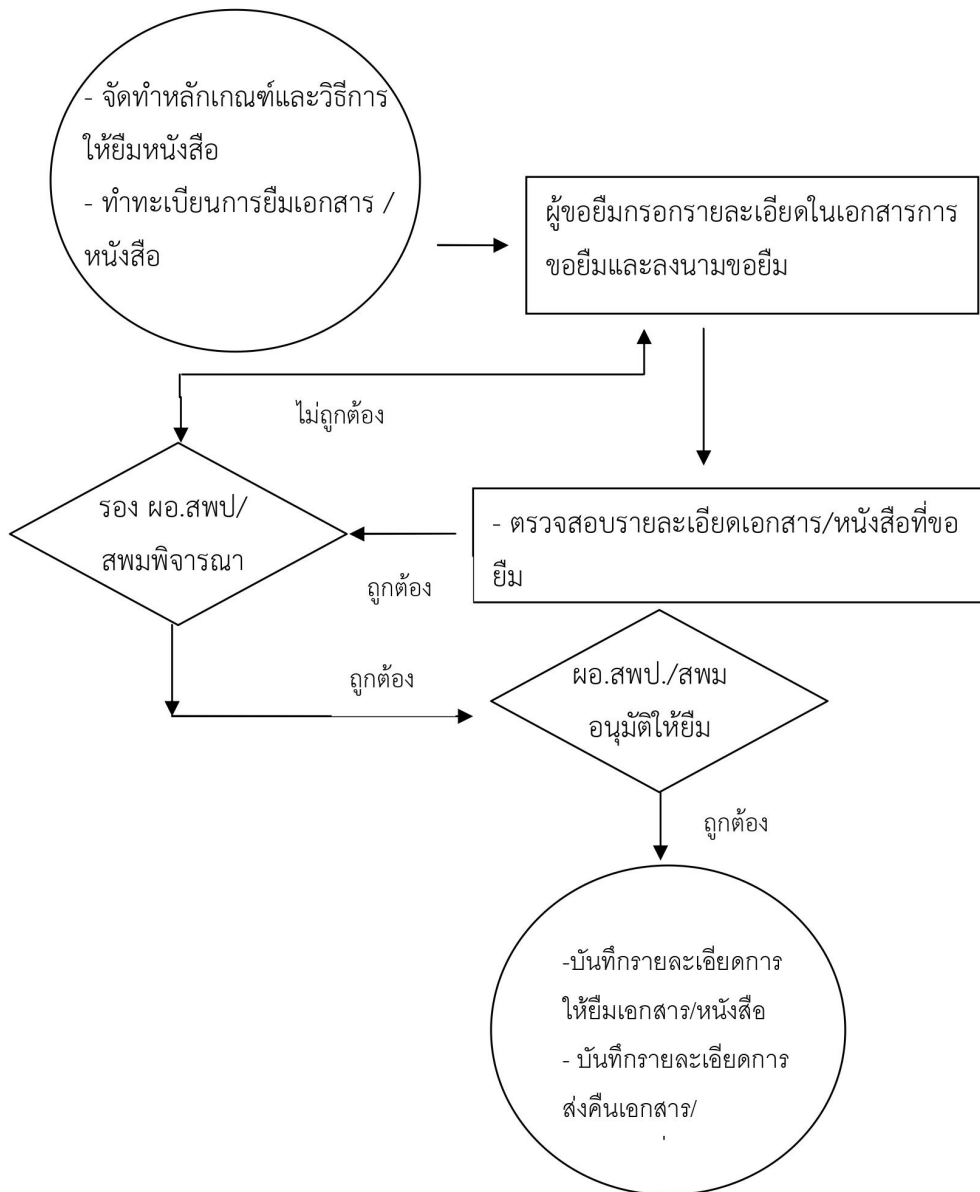 - จัดทำหลักเกณฑ์และวิธีการ
ให้ยืมหนังสือ
- ทำทะเบียนการยืมเอกสาร /
หนังสือ
ผู้ขอยืมกรอกรายละเอียดในเอกสารการ
ขอยืมและลงนามขอยืม
ไม่ถูกต้อง
รอง ผอ.สพป/
สพมพิจารณา
- ตรวจสอบรายละเอียดเอกสาร/หนังสือที่ขอ
ยืม
ถูกต้อง
ถูกต้อง
ผอ.สพป./สพม
อนุมัติให้ยืม
ถูกต้อง
-บันทึกรายละเอียดการ
ให้ยืมเอกสาร/หนังสือ
- บันทึกรายละเอียดการ
ส่งคืนเอกสาร/